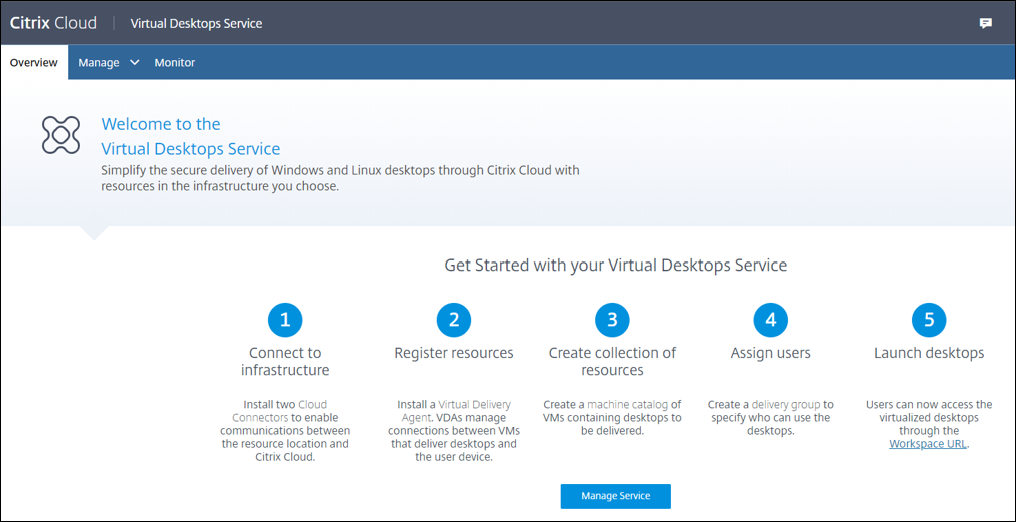 Citrix Cloud | Virtual Desktops Service
Overview Manage Monitor
Welcome to the
Virtual Desktops Service
Simplify the secure delivery of Windows and Linux desktops through Citrix Cloud with
resources in the infrastructure you choose.
Get Started with your Virtual Desktops Service
1
Connect to
infrastructure
Install two Cloud
Connectors to enable
communications between
the resource location and
Citrix Cloud.
2
Register resources
Install a Virtual Delivery
Agent. VDAs manage
connections between VMs
that deliver desktops and
the user device.
3
Create collection of
resources
Create a machine catalog of
VMs containing desktops to
be delivered.
4
Assign users
Create a delivery group to
specify who can use the
desktops.
5
Launch desktops
Users can now access the
virtualized desktops
through the
Workspace URL.
Manage Service